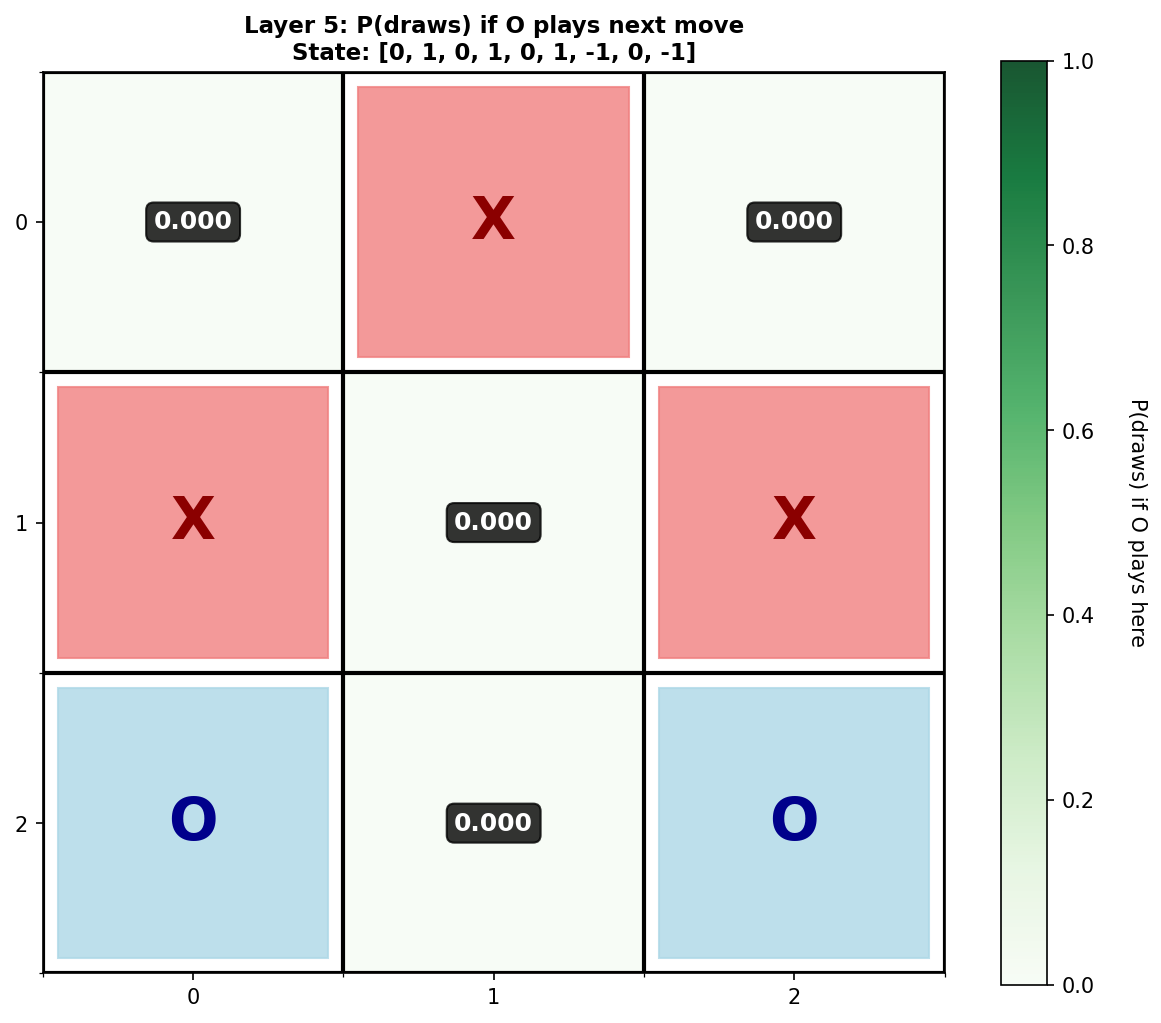 Layer 5: P(draws) if O plays next move
State: [0, 1, 0, 1, 0, 1, -1, 0, -1]
0
0.000
X
0.000
1
X
0.000
X
2
O
0.000
O
0
1
2
1.0
0.8
0.6
0.4
0.2
0.0
P(draws) if O plays here